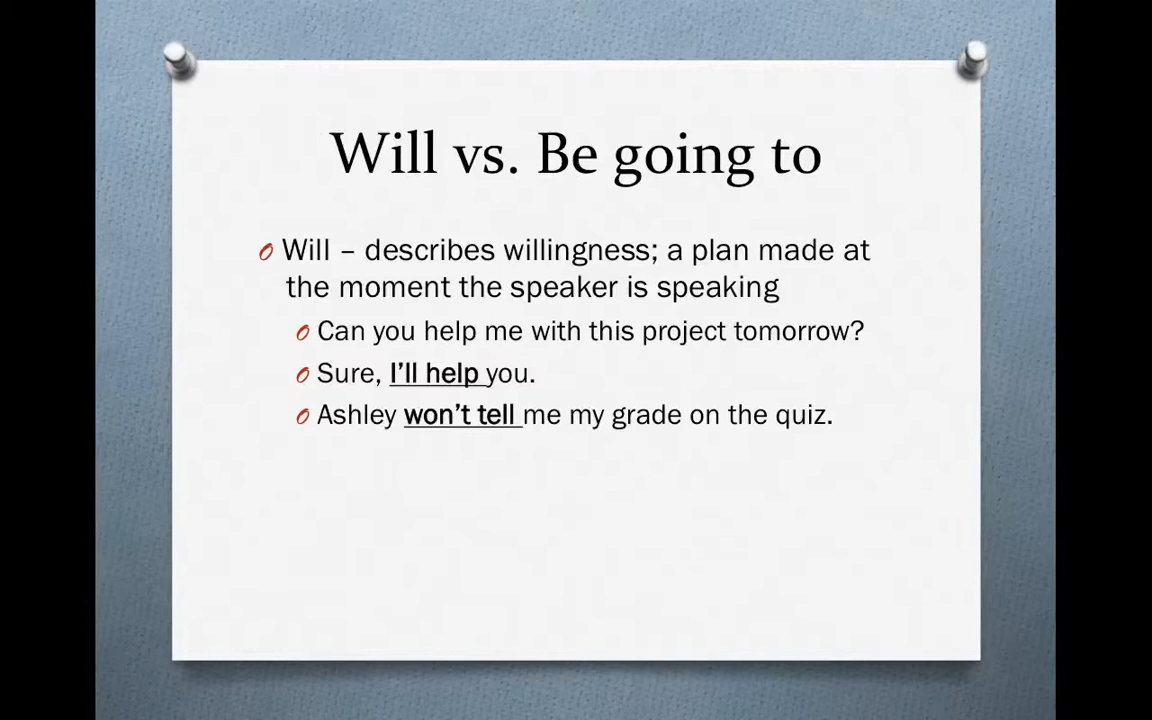 Will vs. Be going to
Will – describes willingness; a plan made at
the moment the speaker is speaking
Can you help me with this project tomorrow?
Sure, I'll help you.
Ashley won't tell me my grade on the quiz.